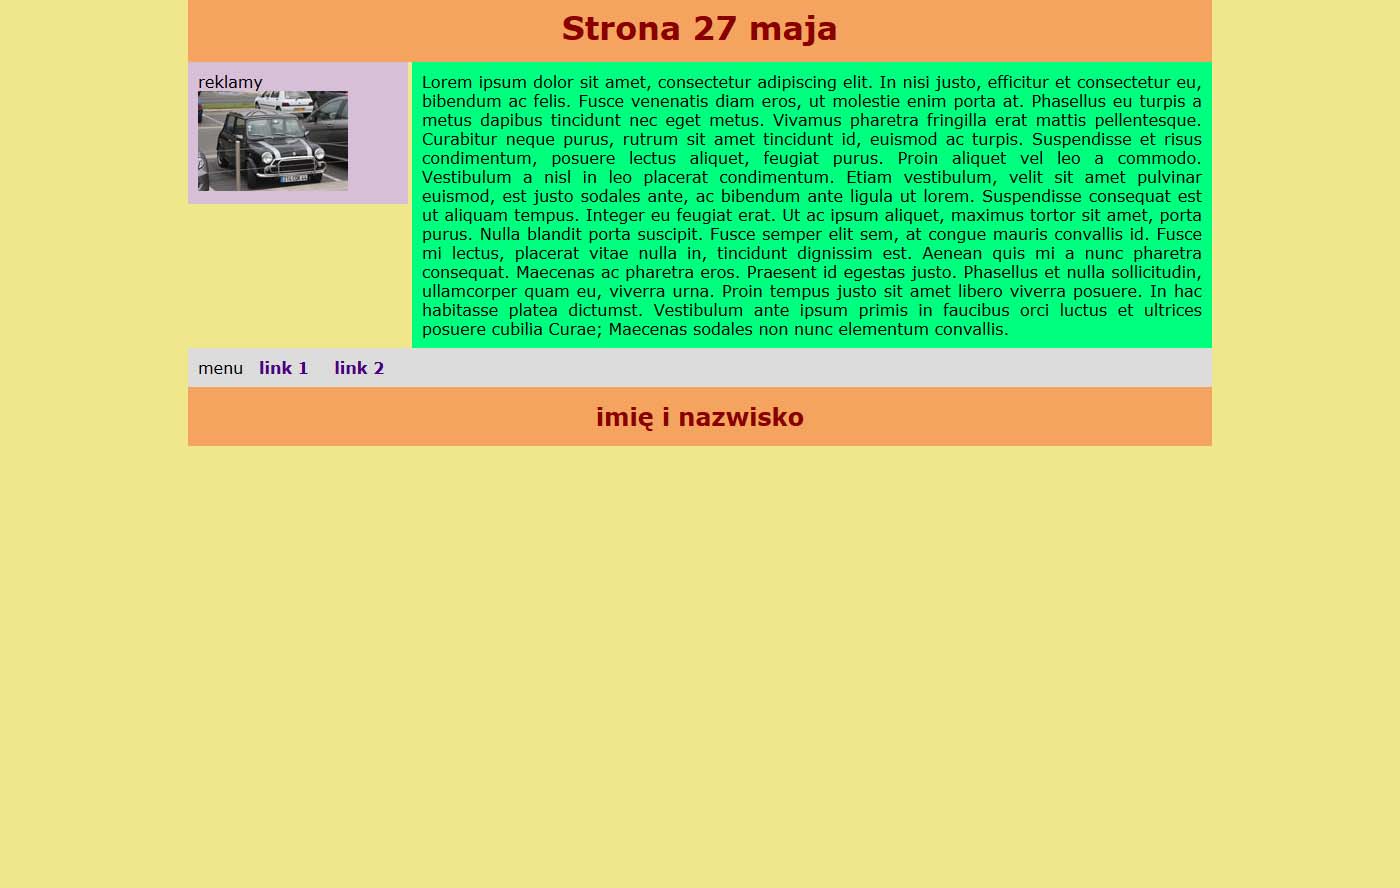 Strona 27 maja
reklamy
Lorem ipsum dolor sit amet, consectetur adipiscing elit. In nisi justo, efficitur et consectetur eu,
bibendum ac felis. Fusce venenatis diam eros, ut molestie enim porta at. Phasellus eu turpis a
metus dapibus tincidunt nec eget metus. Vivamus pharetra fringilla erat mattis pellentesque.
Curabitur neque purus, rutrum sit amet tincidunt id, euismod ac turpis. Suspendisse et risus
condimentum, posuere lectus aliquet, feugiat purus. Proin aliquet vel leo a commodo.
Vestibulum a nisl in leo placerat condimentum. Etiam vestibulum, velit sit amet pulvinar
euismod, est justo sodales ante, ac bibendum ante ligula ut lorem. Suspendisse consequat est
ut aliquam tempus. Integer eu feugiat erat. Ut ac ipsum aliquet, maximus tortor sit amet, porta
purus. Nulla blandit porta suscipit. Fusce semper elit sem, at congue mauris convallis id. Fusce
mi lectus, placerat vitae nulla in, tincidunt dignissim est. Aenean quis mi a nunc pharetra
consequat. Maecenas ac pharetra eros. Praesent id egestas justo. Phasellus et nulla sollicitudin,
ullamcorper quam eu, viverra urna. Proin tempus justo sit amet libero viverra posuere. In hac
habitasse platea dictumst. Vestibulum ante ipsum primis in faucibus orci luctus et ultrices
posuere cubilia Curae; Maecenas sodales non nunc elementum convallis.
menu link 1 link 2
imię i nazwisko